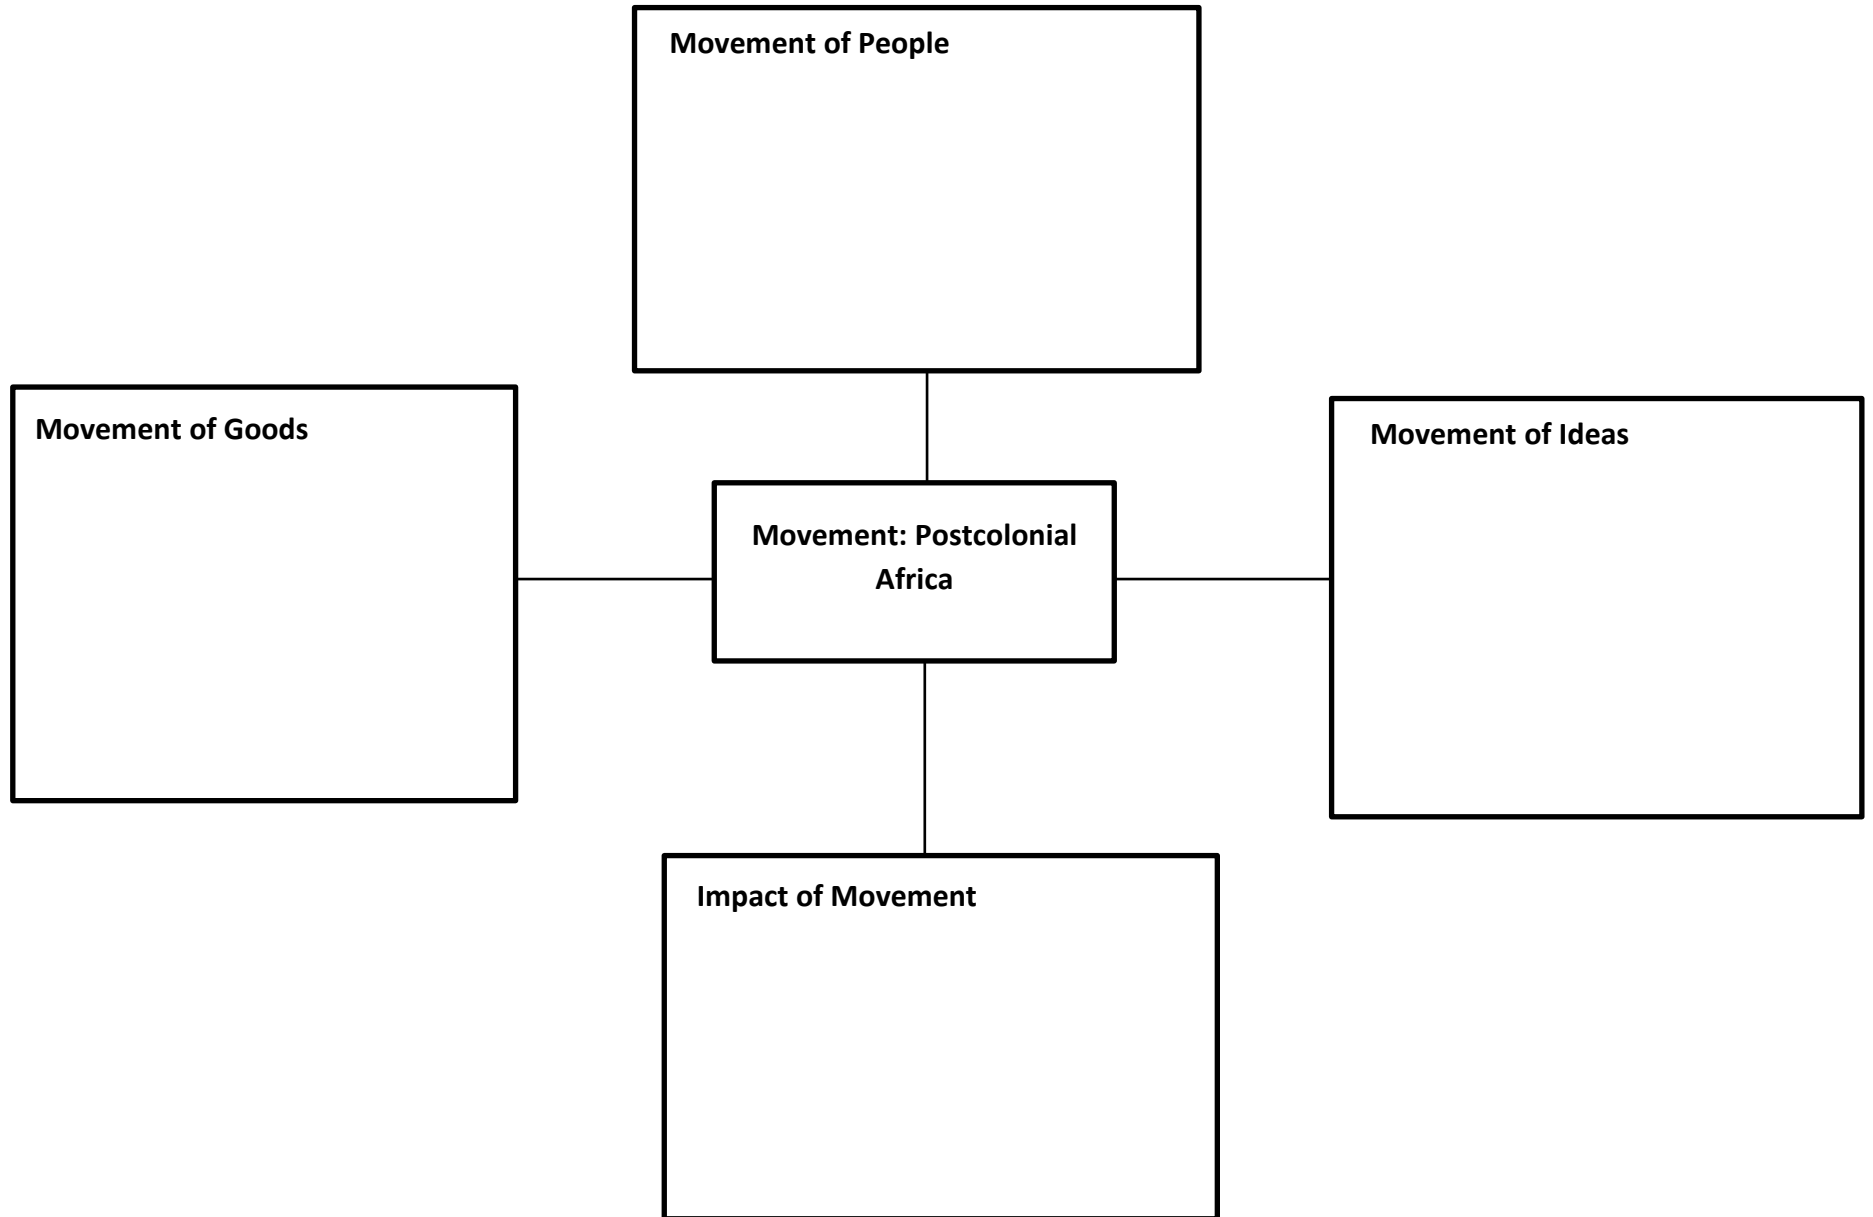 Movement of People
Movement of Goods
Movement of Ideas
Movement: Postcolonial
Africa
Impact of Movement